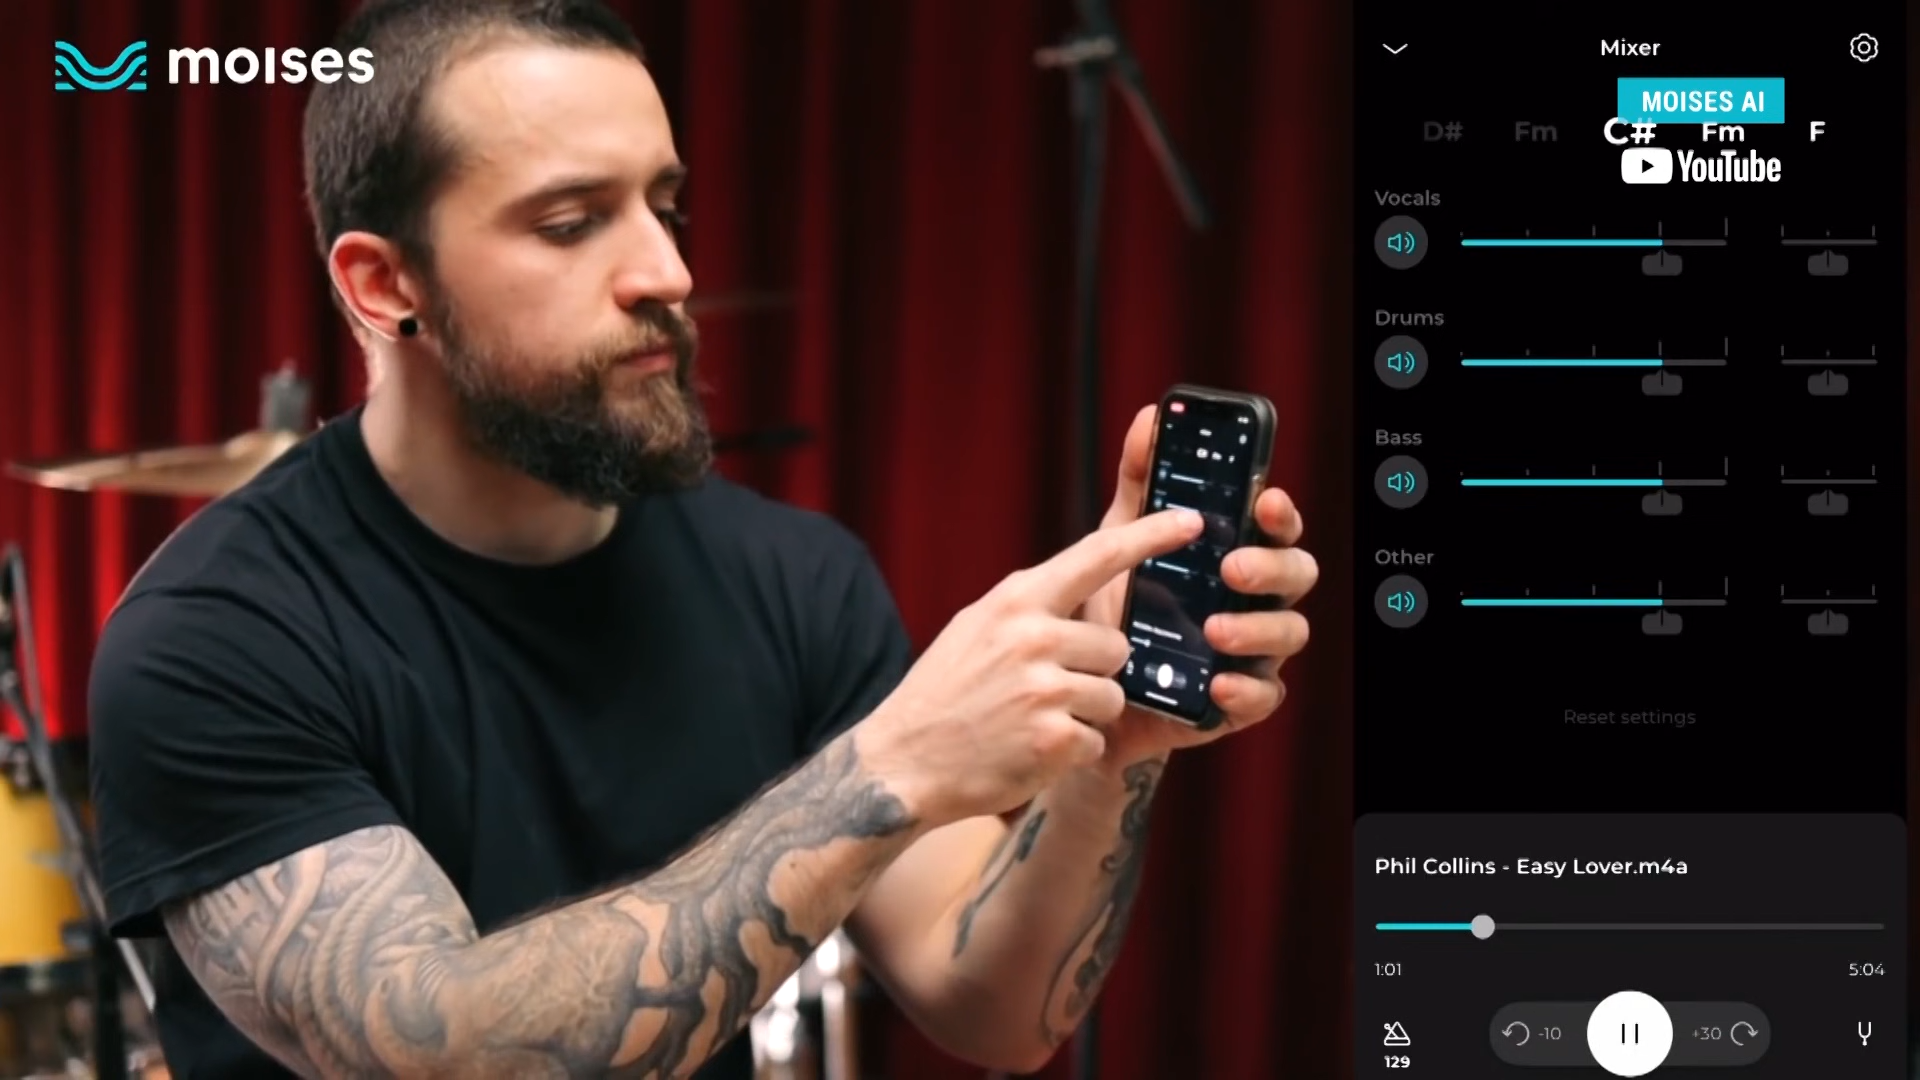 moises
Mixer
MOISES AI
D# Fm C# Fm F
YouTube
Vocals
Drums
Bass
Other
Reset settings
Phil Collins - Easy Lover.m4a
1:01 5:04
-10 +30
129